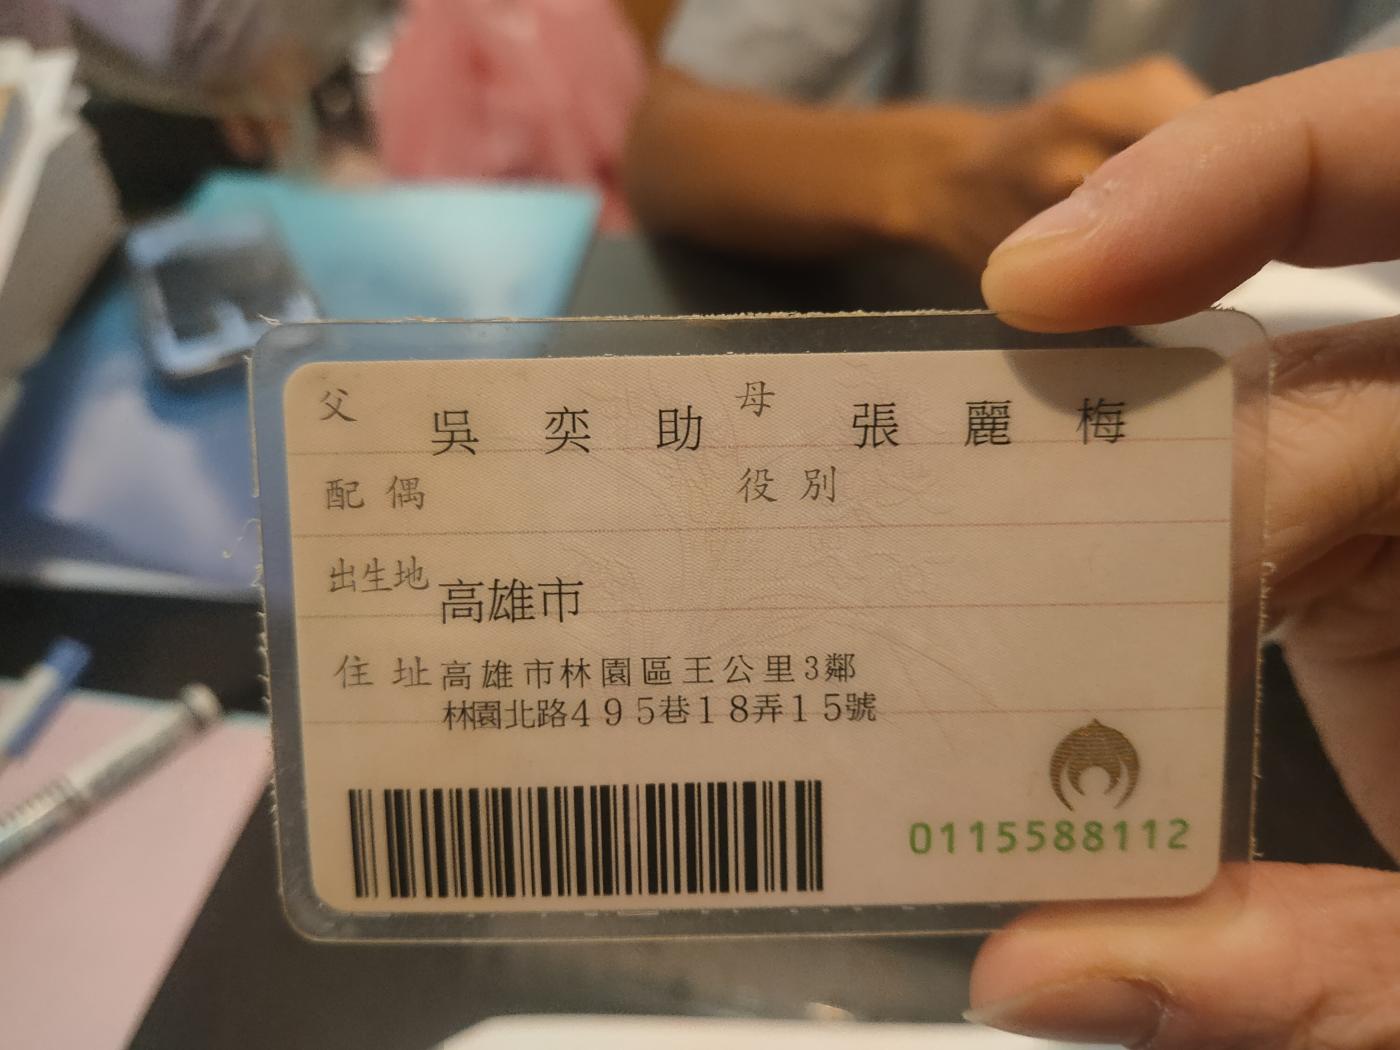 父 吳奕助 母 張麗梅
配偶 役別
出生地 高雄市
住址 高雄市林園區王公里3鄰
林園北路495巷18弄15號
0115588112